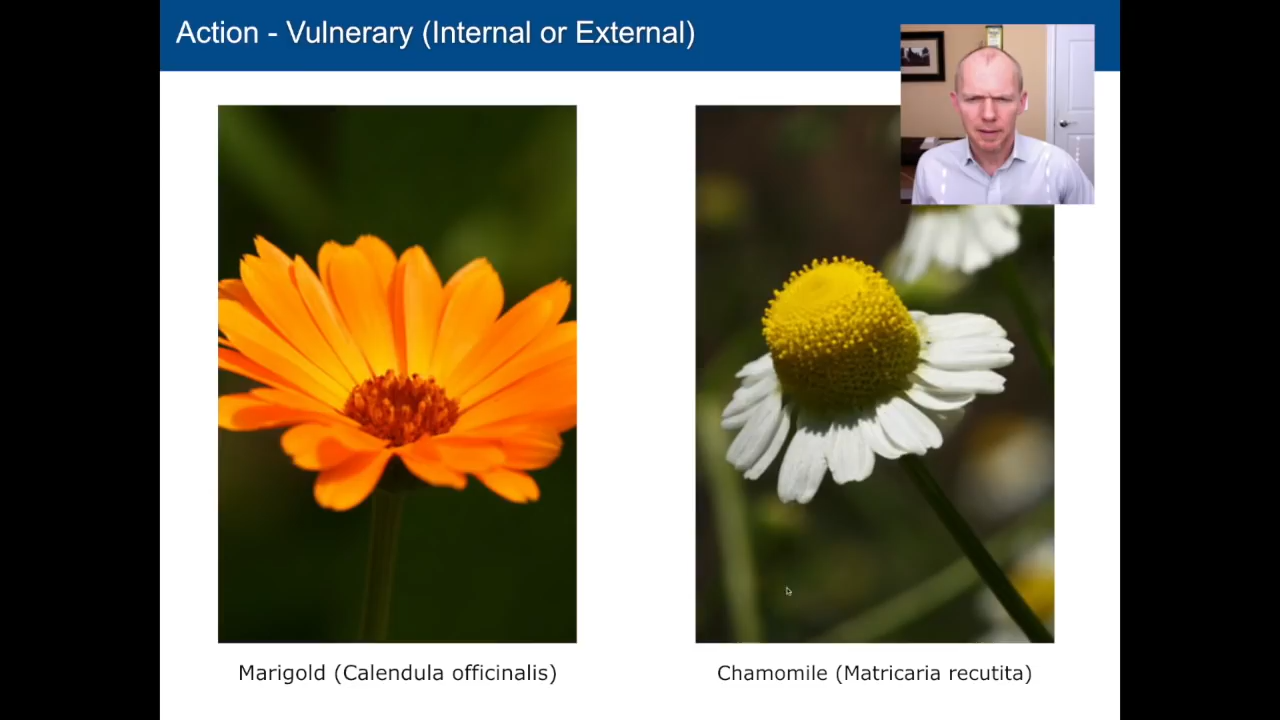 Action - Vulnerary (Internal or External)
Marigold (Calendula officinalis)
Chamomile (Matricaria recutita)